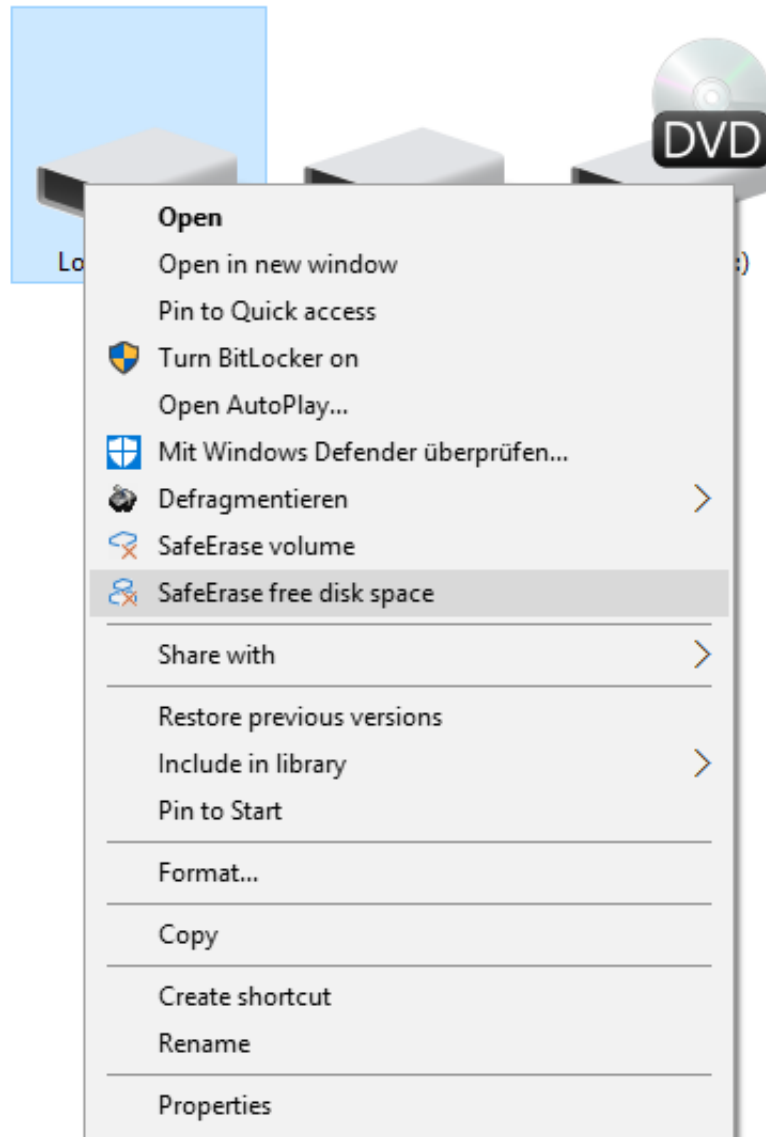 DVD
Lo
:)
Open
Open in new window
Pin to Quick access
Turn BitLocker on
Open AutoPlay...
Mit Windows Defender überprüfen...
Defragmentieren
SafeErase volume
SafeErase free disk space
Share with
Restore previous versions
Include in library
Pin to Start
Format...
Copy
Create shortcut
Rename
Properties